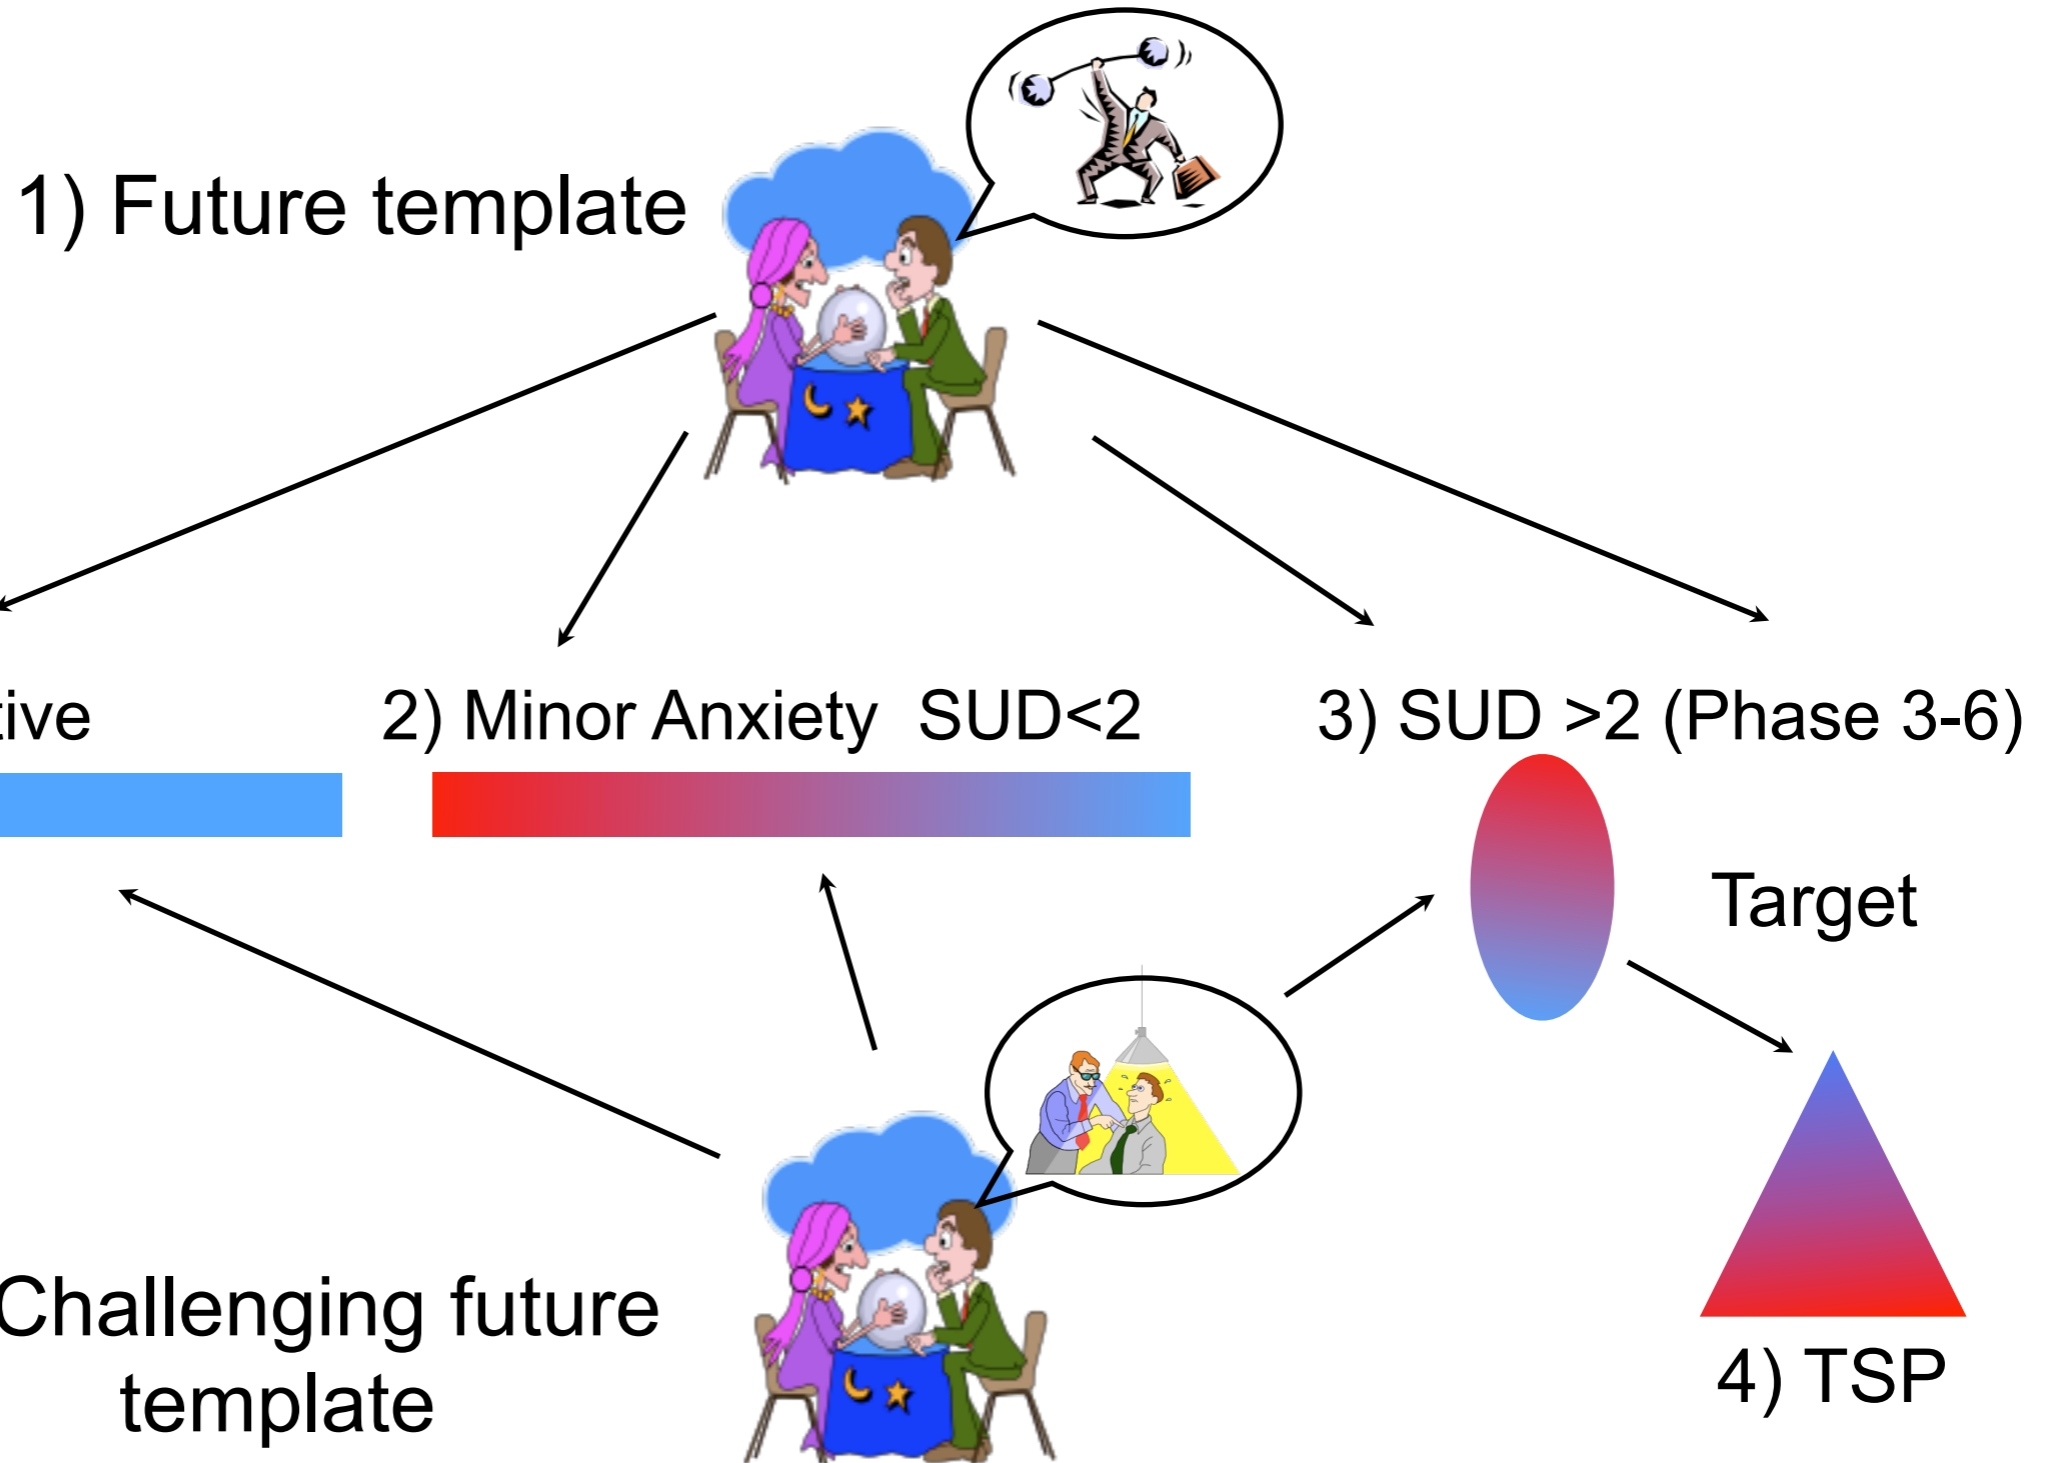 1) Future template
tive
2) Minor Anxiety SUD<2
3) SUD >2 (Phase 3-6)
Target
Challenging future
template
4) TSP